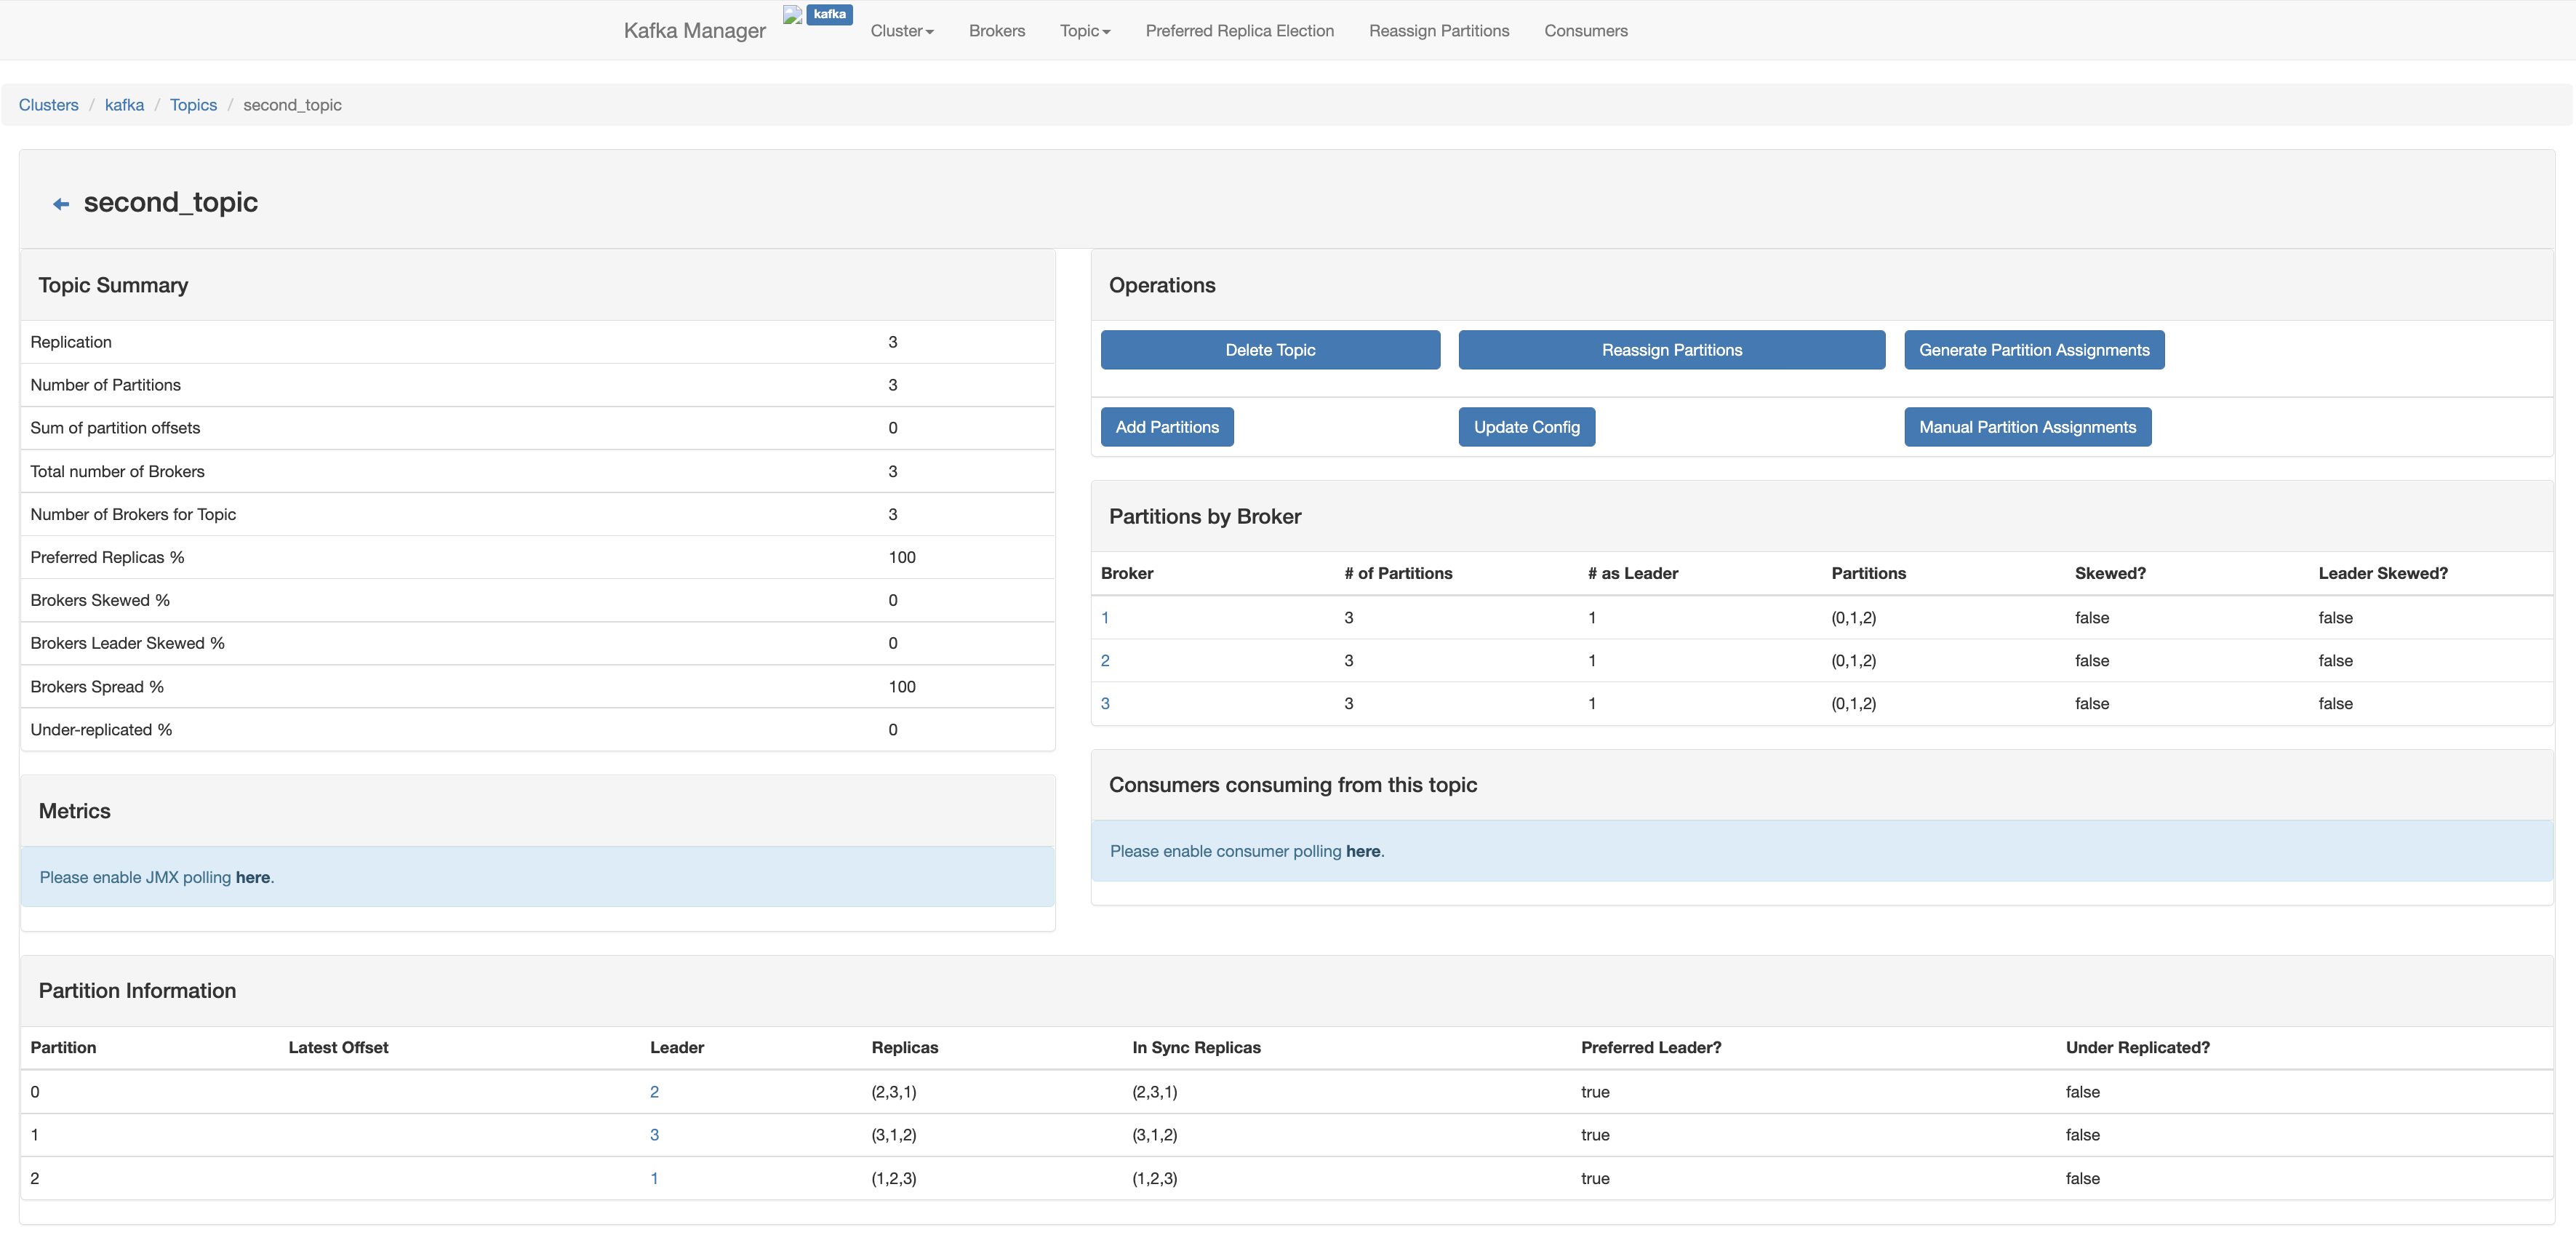 Kafka Manager kafka Cluster Brokers Topic Preferred Replica Election Reassign Partitions Consumers
Clusters / kafka / Topics / second_topic
second_topic
Topic Summary
Replication 3
Number of Partitions 3
Sum of partition offsets 0
Total number of Brokers 3
Number of Brokers for Topic 3
Preferred Replicas % 100
Brokers Skewed % 0
Brokers Leader Skewed % 0
Brokers Spread % 100
Under-replicated % 0
Metrics
Please enable JMX polling here.
Operations
Delete Topic Reassign Partitions Generate Partition Assignments
Add Partitions Update Config Manual Partition Assignments
Partitions by Broker
Broker # of Partitions # as Leader Partitions Skewed? Leader Skewed?
1 3 1 (0,1,2) false false
2 3 1 (0,1,2) false false
3 3 1 (0,1,2) false false
Consumers consuming from this topic
Please enable consumer polling here.
Partition Information
Partition Latest Offset Leader Replicas In Sync Replicas Preferred Leader? Under Replicated?
0 2 (2,3,1) (2,3,1) true false
1 3 (3,1,2) (3,1,2) true false
2 1 (1,2,3) (1,2,3) true false